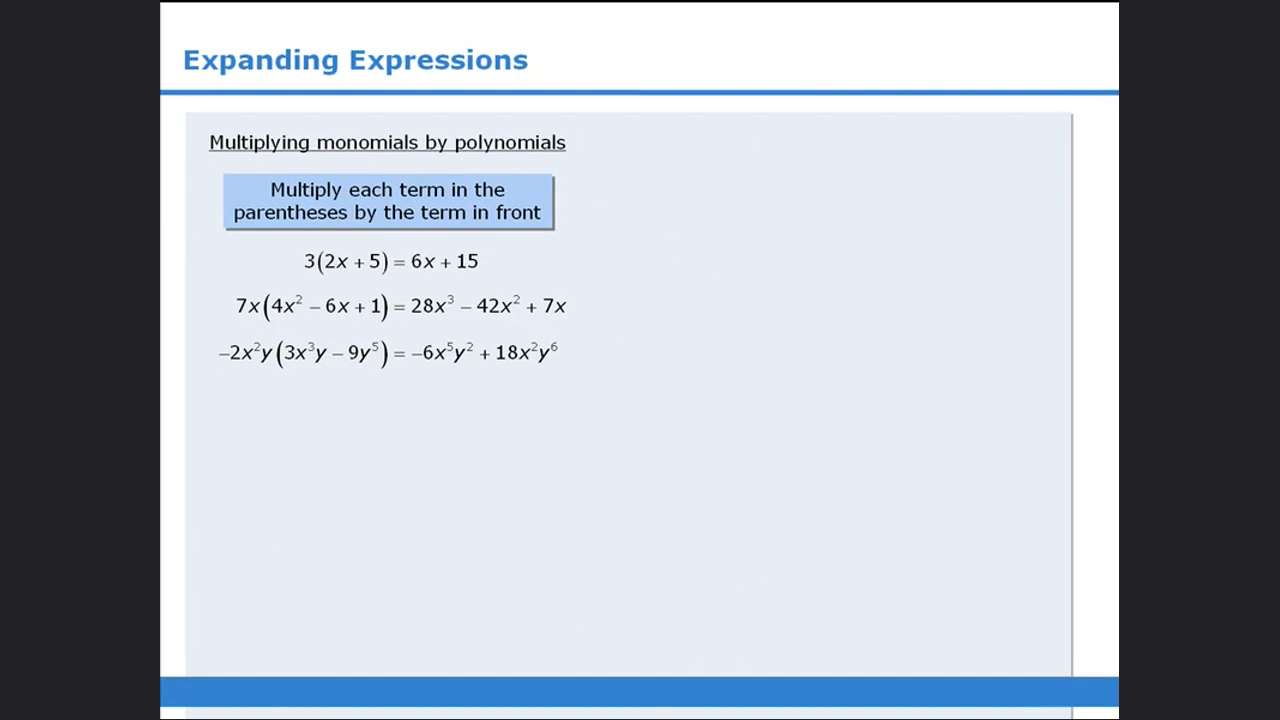 Expanding Expressions
Multiplying monomials by polynomials
Multiply each term in the
parentheses by the term in front
3(2x + 5) = 6x + 15
7x(4x² – 6x + 1) = 28x³ – 42x² + 7x
–2x²y(3x³y – 9y⁵) = –6x⁵y² + 18x²y⁶